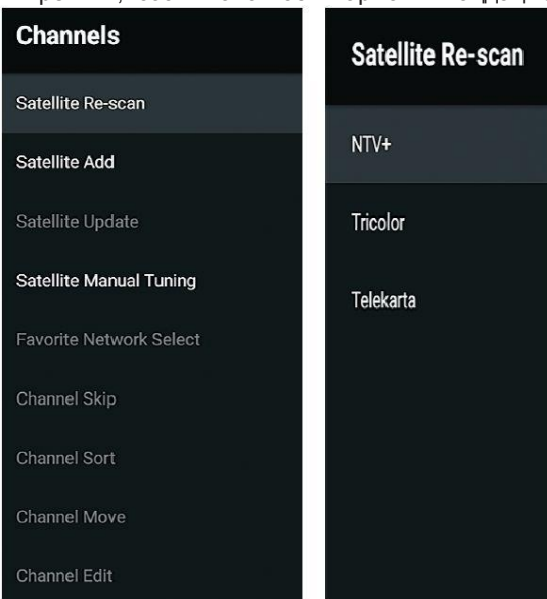 Channels
Satellite Re-scan
Satellite Add
Satellite Update
Satellite Manual Tuning
Favorite Network Select
Channel Skip
Channel Sort
Channel Move
Channel Edit
Satellite Re-scan
NTV+
Tricolor
Telekarta